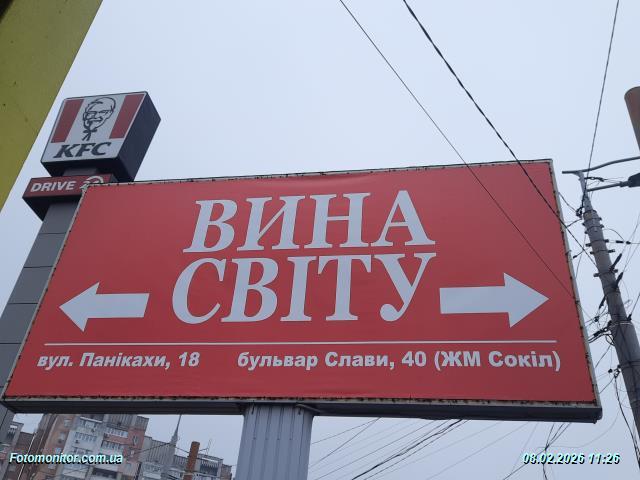 KFC
DRIVE
ВИНА
СВІТУ
вул. Панікахи, 18 бульвар Слави, 40 (ЖМ Сокіл)
Fotomonitor.com.ua 08.02.2026 11:26